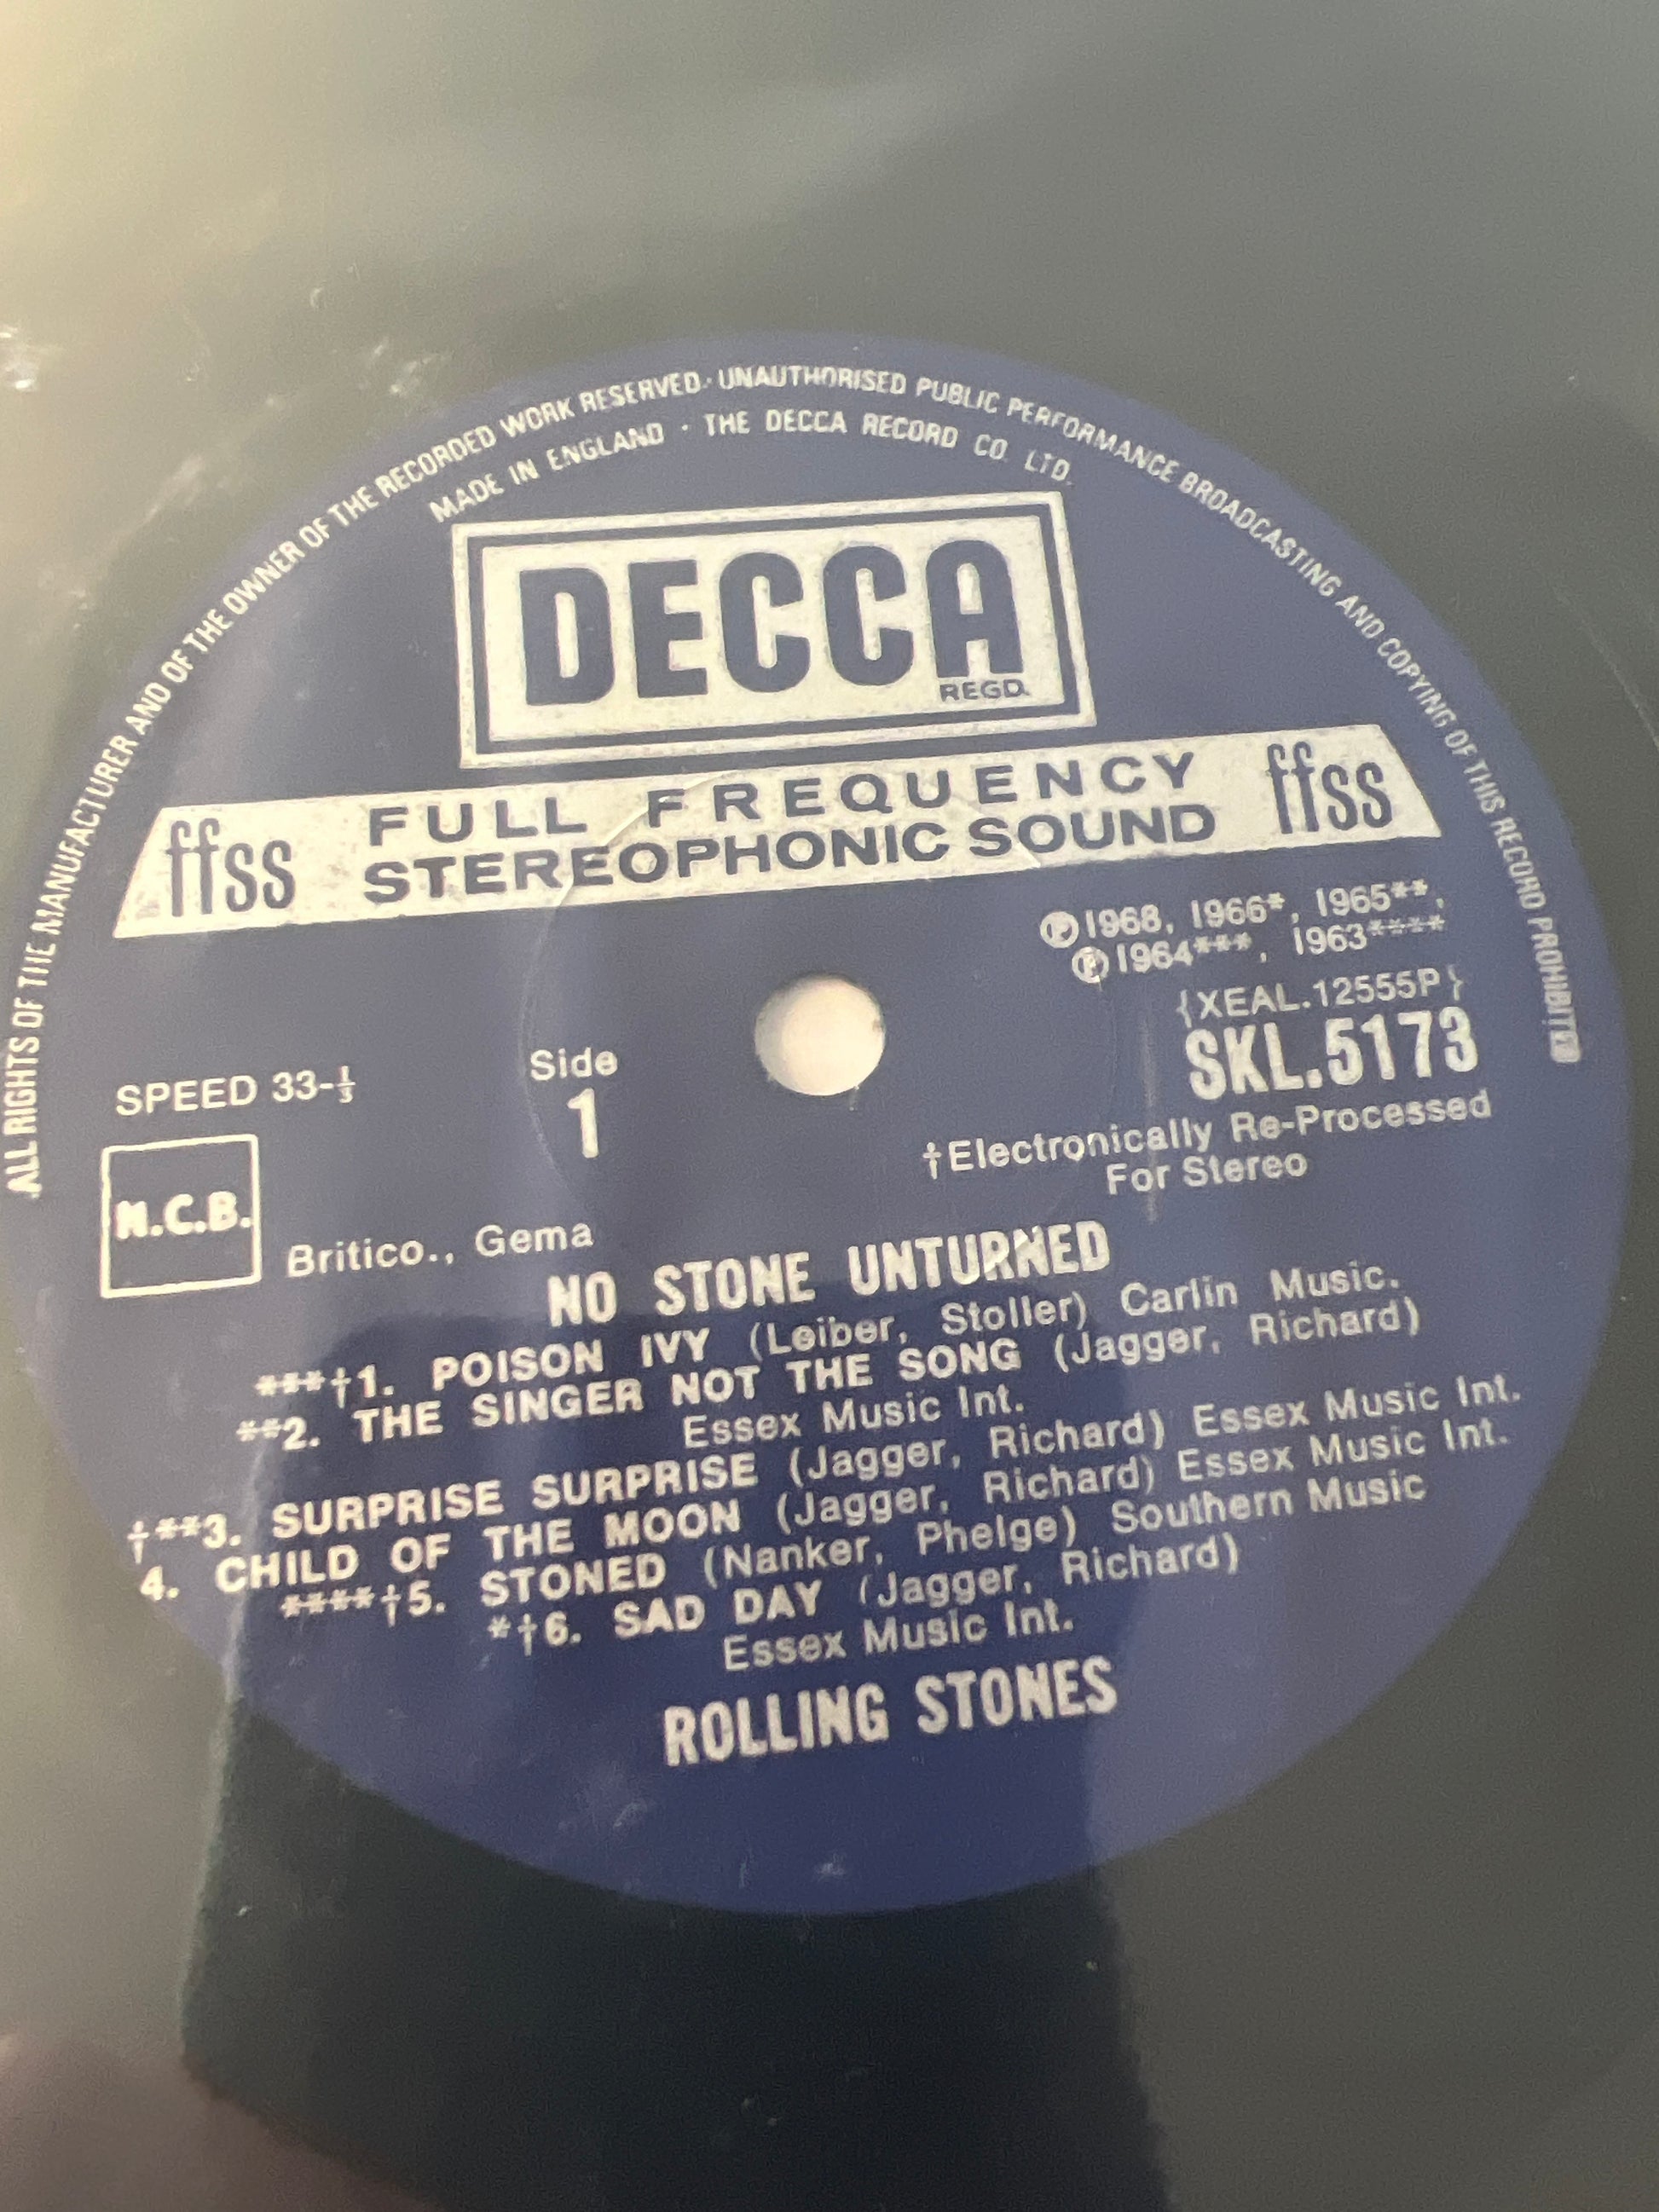 ALL RIGHTS OF THE MANUFACTURER AND OF THE OWNER OF THE RECORDED WORK RESERVED· UNAUTHORISED PUBLIC PERFORMANCE BROADCASTING AND COPYING OF THIS RECORD PROHIBITED
MADE IN ENGLAND · THE DECCA RECORD CO. LTD.
DECCA
REGD.
ffss FULL FREQUENCY ffss
STEREOPHONIC SOUND
Ⓟ1968, 1966*, 1965**,
Ⓟ1964***, 1963****
{XEAL.12555P}
SKL.5173
SPEED 33-⅓
Side
1
†Electronically Re-Processed
For Stereo
N.C.B.
Britico., Gema
NO STONE UNTURNED
***†1. POISON IVY (Leiber, Stoller) Carlin Music.
**2. THE SINGER NOT THE SONG (Jagger, Richard)
Essex Music Int.
†**3. SURPRISE SURPRISE (Jagger, Richard) Essex Music Int.
4. CHILD OF THE MOON (Jagger, Richard) Essex Music Int.
****†5. STONED (Nanker, Phelge) Southern Music
*†6. SAD DAY (Jagger, Richard)
Essex Music Int.
ROLLING STONES